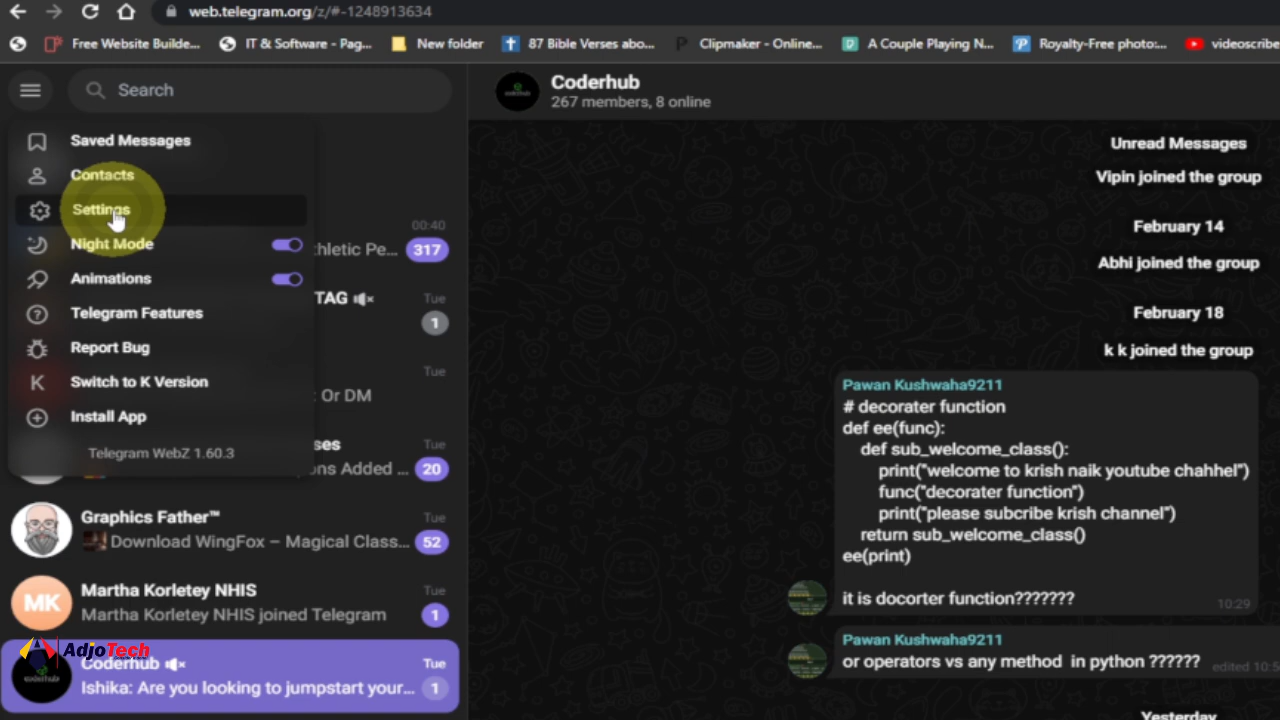 web.telegram.org/z/#-1248913634
Free Website Builde...
IT & Software - Pag...
New folder
87 Bible Verses abo...
Clipmaker - Online...
A Couple Playing N...
Royalty-Free photo:...
videoscribe
Search
Coderhub
267 members, 8 online
Saved Messages
Contacts
Settings
Night Mode
Animations
Telegram Features
Report Bug
K Switch to K Version
Install App
Telegram WebZ 1.60.3
00:40
thletic Pe... 317
TAG Tue
1
Tue
Or DM
ses Tue
ons Added ... 20
Graphics Father™ Tue
Download WingFox – Magical Class... 52
MK Martha Korletey NHIS Tue
Martha Korletey NHIS joined Telegram 1
AdjoTech
Coderhub Tue
Ishika: Are you looking to jumpstart your... 1
Unread Messages
Vipin joined the group
February 14
Abhi joined the group
February 18
k k joined the group
Pawan Kushwaha9211
# decorater function
def ee(func):
def sub_welcome_class():
print("welcome to krish naik youtube chahhel")
func("decorater function")
print("please subcribe krish channel")
return sub_welcome_class()
ee(print)
it is docorter function???????
10:29
Pawan Kushwaha9211
or operators vs any method in python ??????
edited 10:5
Yesterday